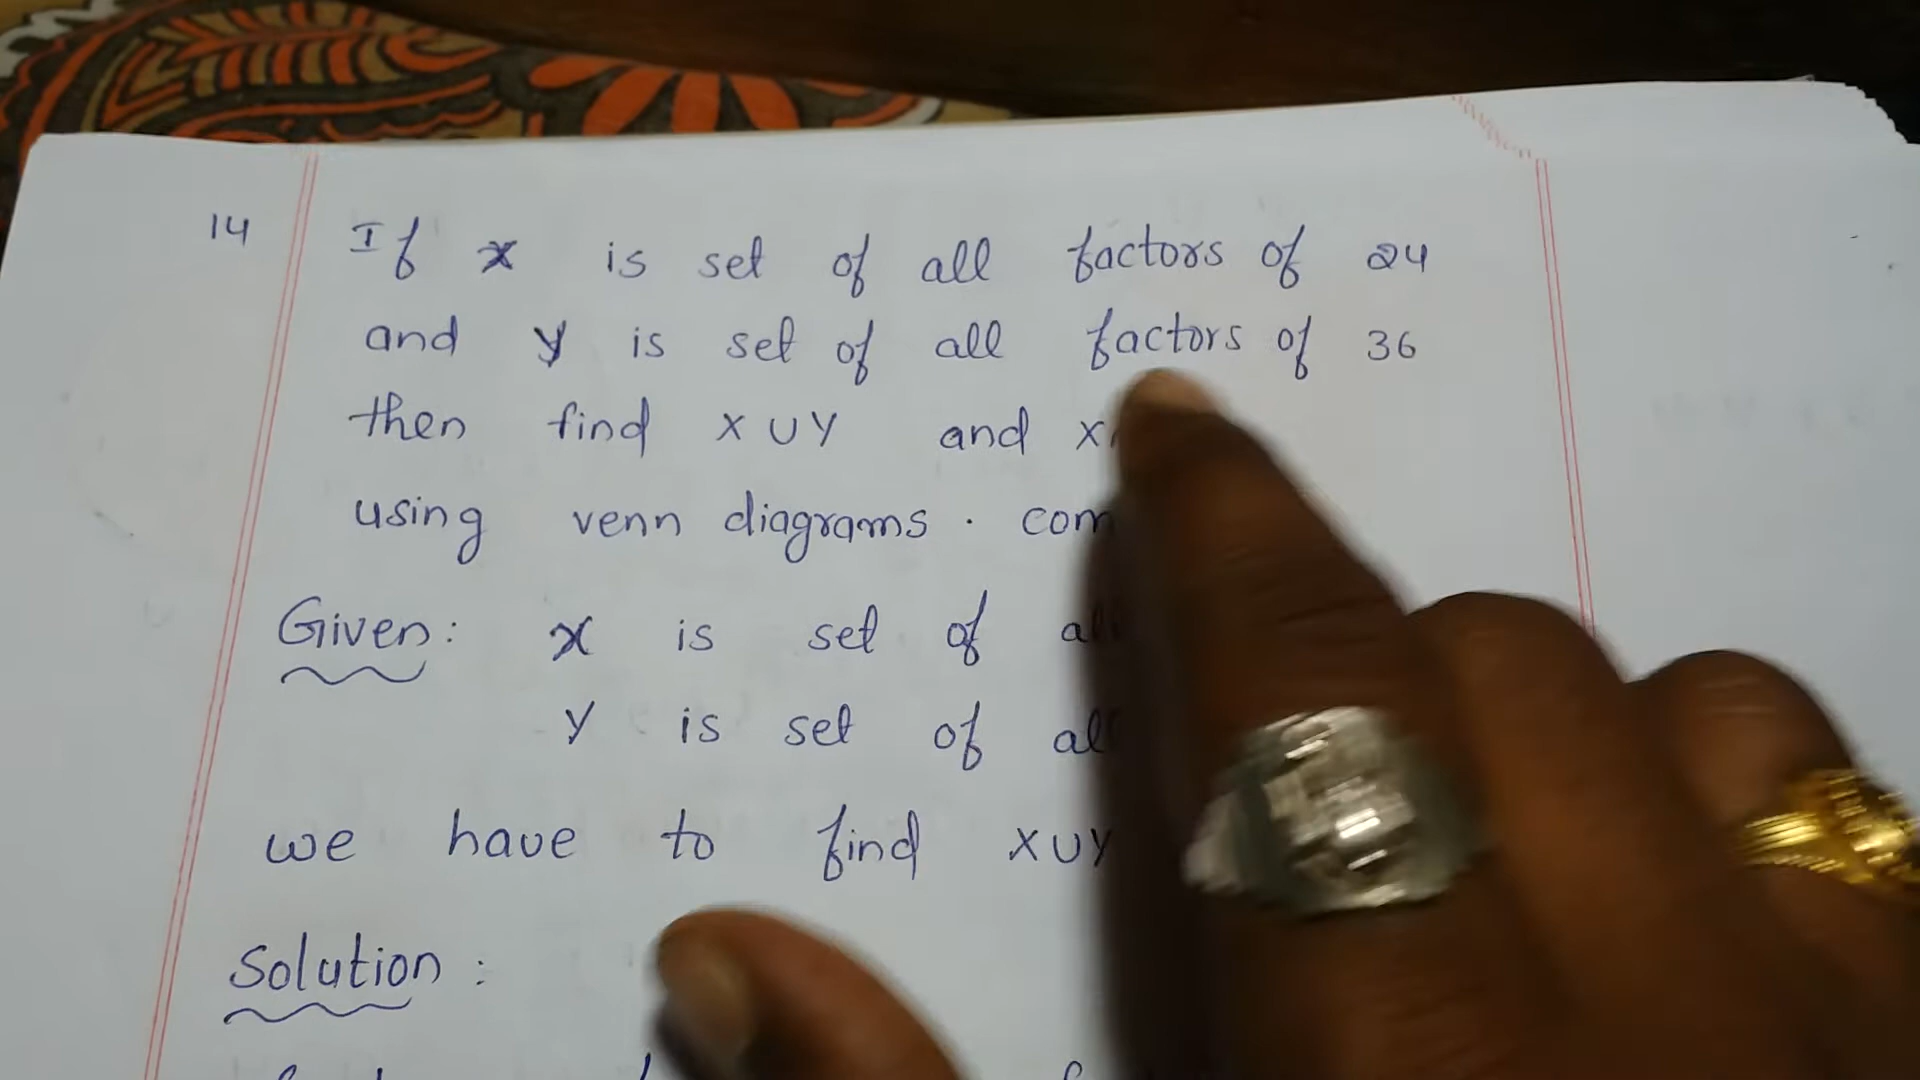 14 If x is set of all factors of 24
and y is set of all factors of 36
then find X U Y and X
using venn diagrams . com
Given : x is set of
y is set of
we have to find X U Y
Solution :